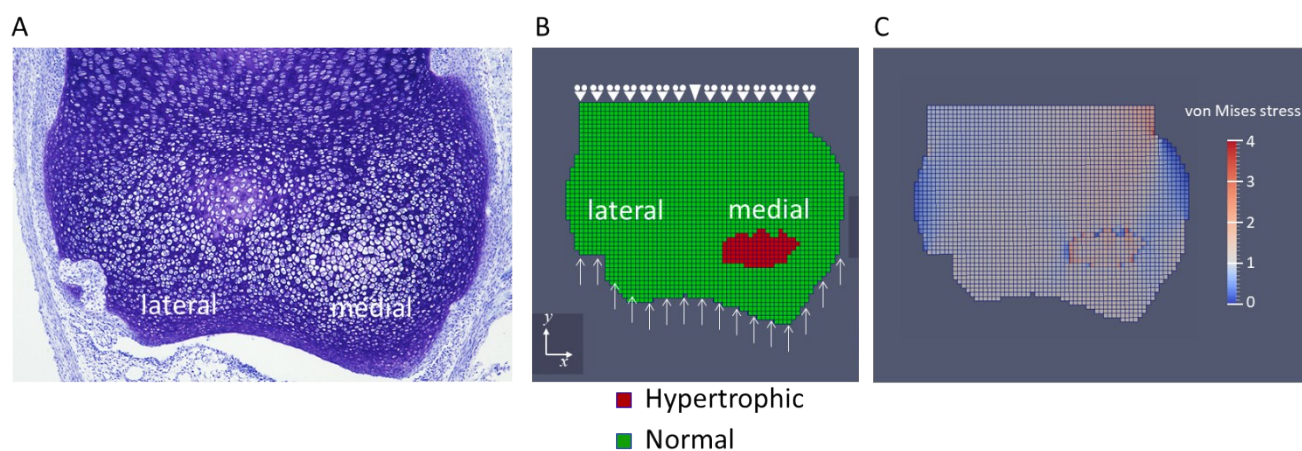 A
B
C
lateral
medial
lateral
medial
y
x
von Mises stress
4
3
2
1
0
Hypertrophic
Normal